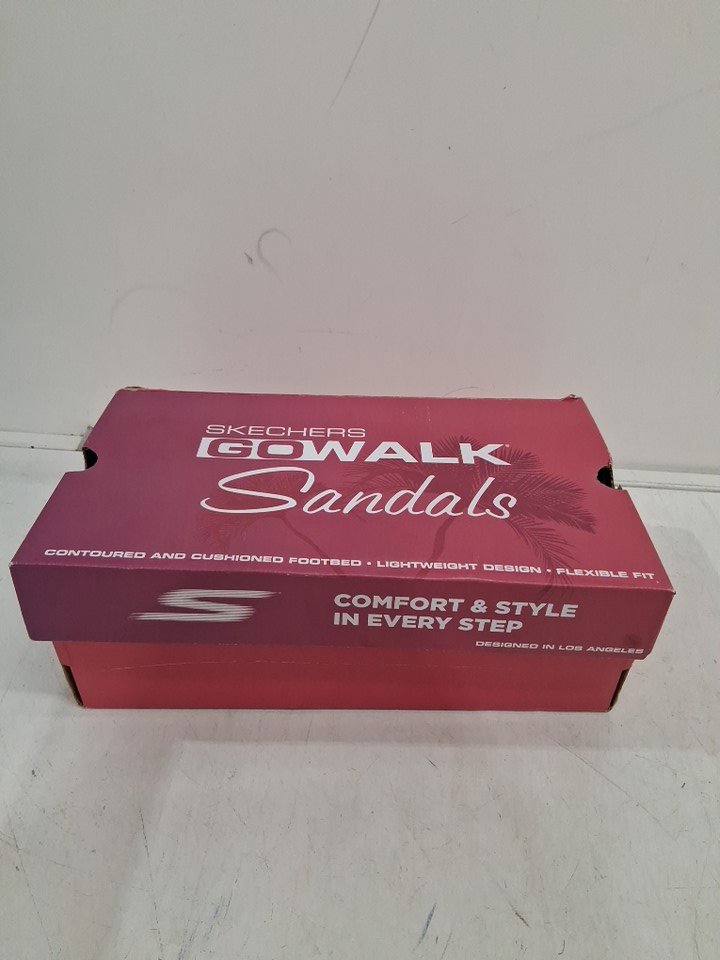 SKECHERS
GOWALK
Sandals
CONTOURED AND CUSHIONED FOOTBED • LIGHTWEIGHT DESIGN • FLEXIBLE FIT
COMFORT & STYLE
IN EVERY STEP
DESIGNED IN LOS ANGELES